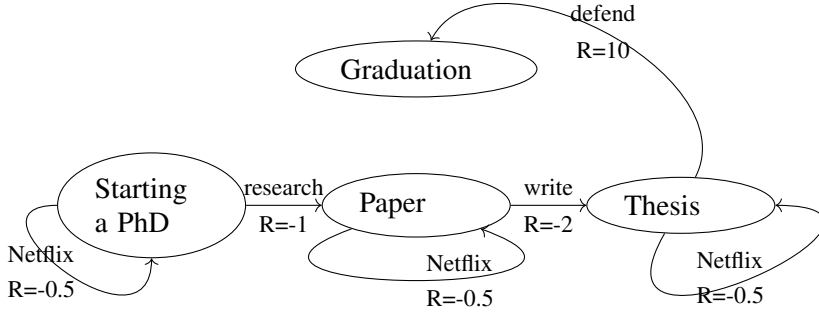 defend
R=10
Graduation
Starting
a PhD
research
R=-1
Paper
write
R=-2
Thesis
Netflix
R=-0.5
Netflix
R=-0.5
Netflix
R=-0.5